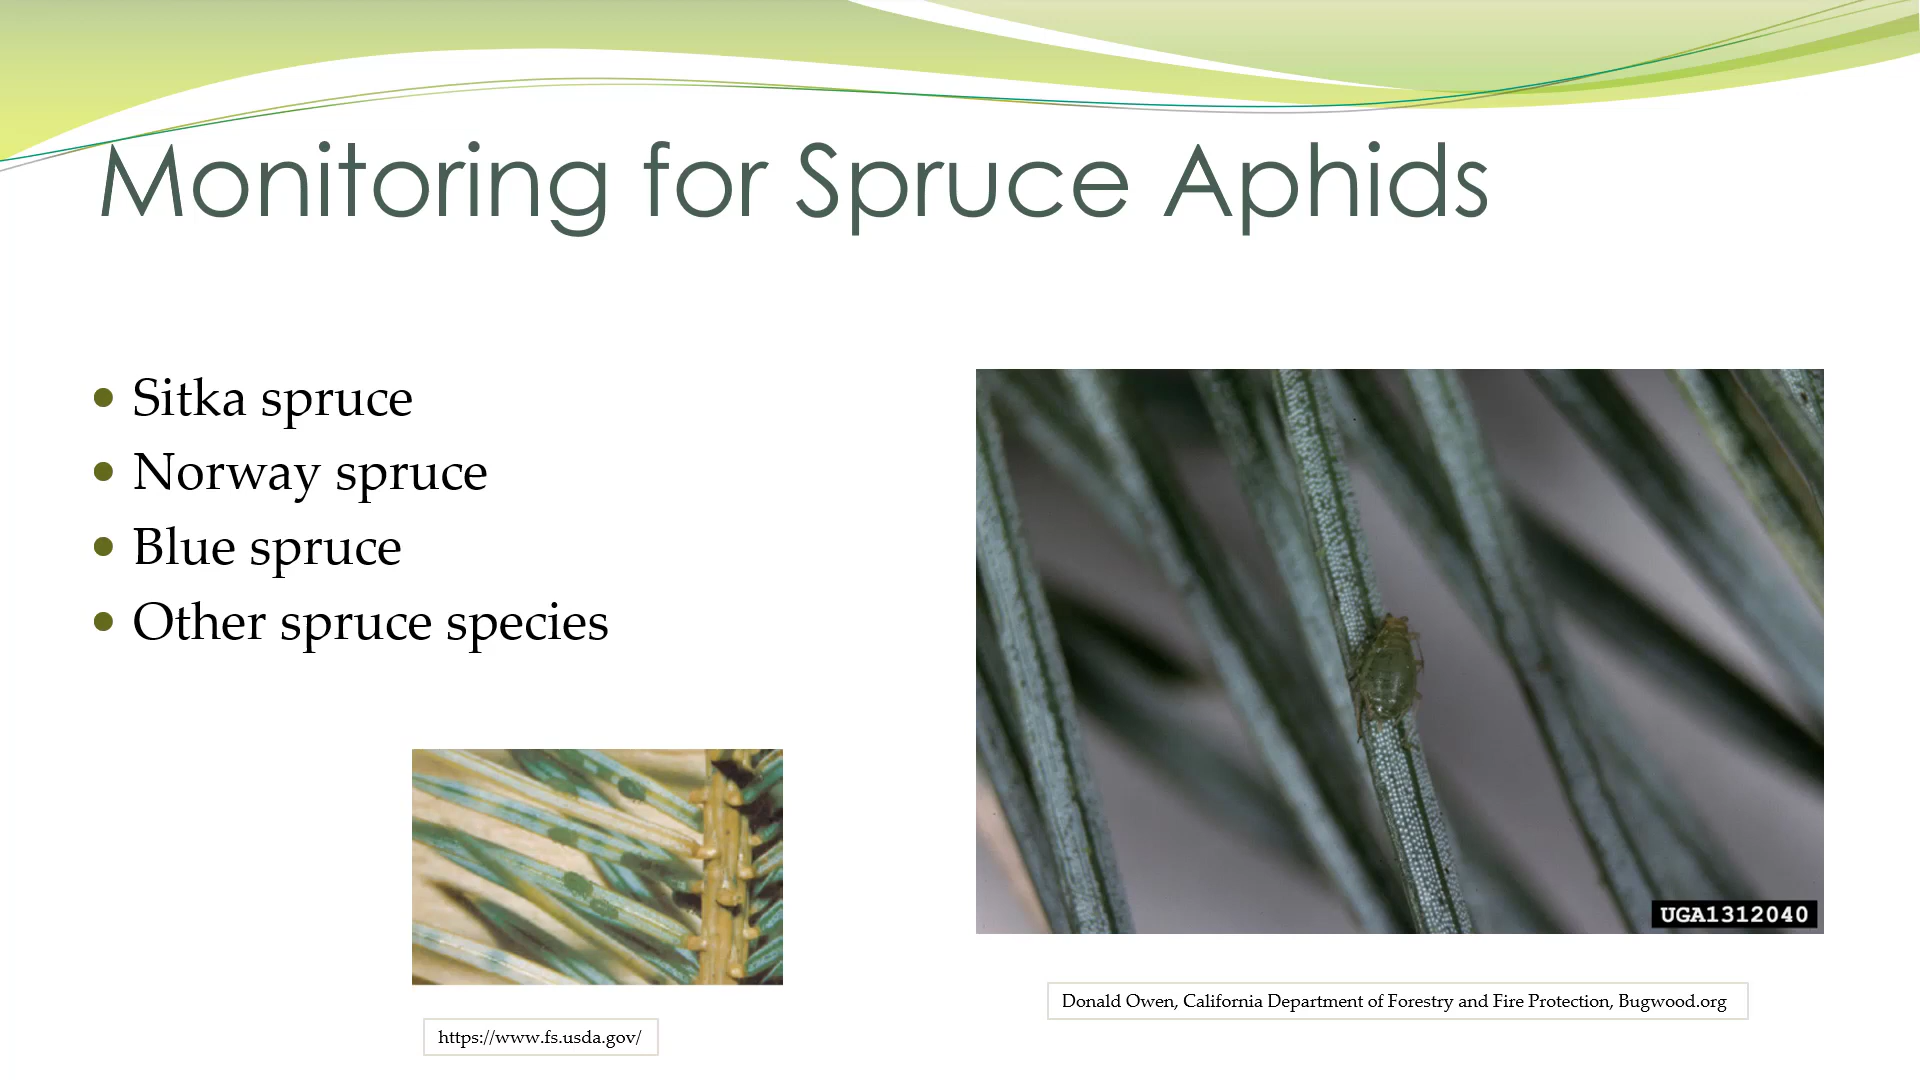 Monitoring for Spruce Aphids
Sitka spruce
Norway spruce
Blue spruce
Other spruce species
UGA1312040
Donald Owen, California Department of Forestry and Fire Protection, Bugwood.org
https://www.fs.usda.gov/